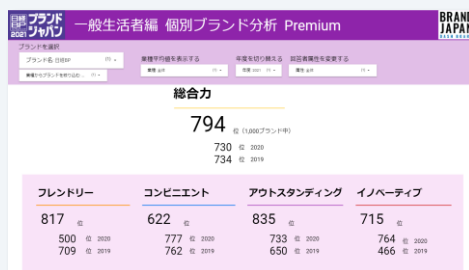 日経 ブランド
2021 ジャパン
一般生活者編 個別ブランド分析 Premium
BRAND
JAPAN
ブランドを選択
ブランド名: 日経BP
業種平均値を表示する
年度を切り替える
回答者属性を変更する
総合力
794 位 (1,000ブランド中)
730 位 2020
734 位 2019
フレンドリー コンビニエント アウトスタンディング イノベーティブ
817 位 622 位 835 位 715 位
500 位 2020 777 位 2020 733 位 2020 764 位 2020
709 位 2019 762 位 2019 650 位 2019 466 位 2019